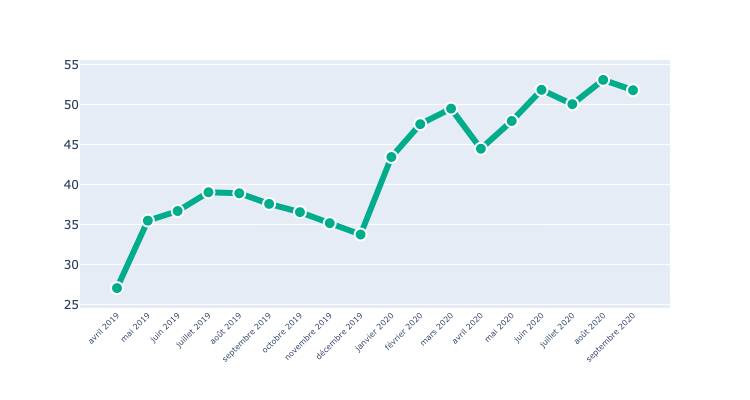 55
50
45
40
35
30
25
avril 2019
mai 2019
juin 2019
juillet 2019
août 2019
septembre 2019
octobre 2019
novembre 2019
décembre 2019
janvier 2020
février 2020
mars 2020
avril 2020
mai 2020
juin 2020
juillet 2020
août 2020
septembre 2020